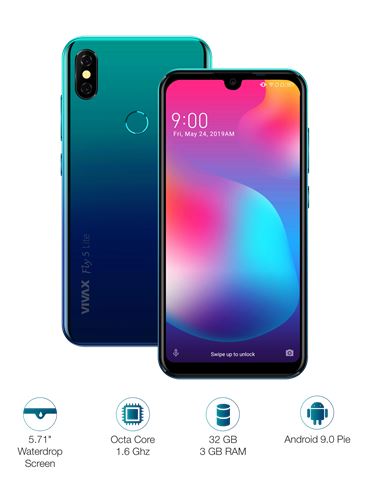 9:00
Fri, May 24, 2019AM
Swipe up to unlock
VIVAX Fly 5 Lite
5.71"
Waterdrop
Screen
Octa Core
1.6 Ghz
32 GB
3 GB RAM
Android 9.0 Pie